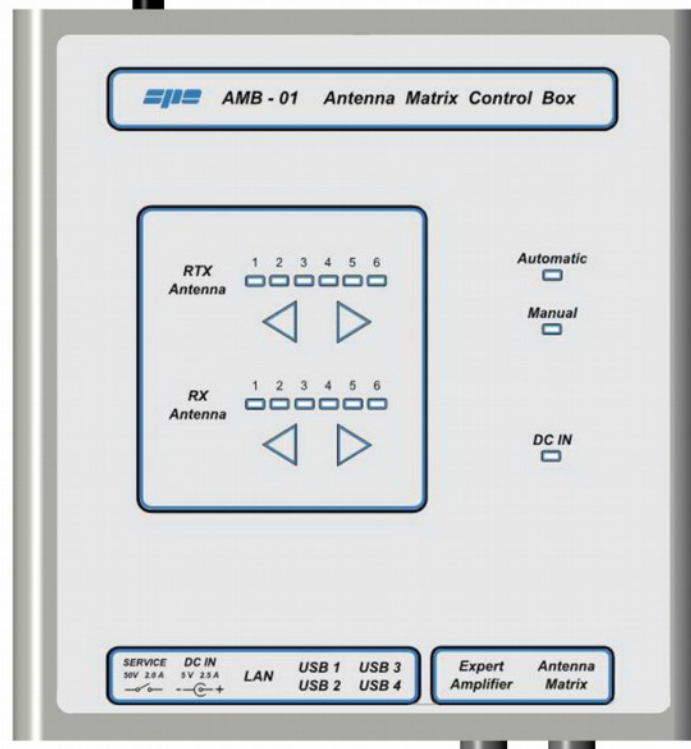 SPE AMB - 01 Antenna Matrix Control Box
RTX
Antenna
1 2 3 4 5 6
RX
Antenna
1 2 3 4 5 6
Automatic
Manual
DC IN
SERVICE
50V 2.0 A
DC IN
5 V 2.5 A
- +
LAN
USB 1 USB 3
USB 2 USB 4
Expert
Amplifier
Antenna
Matrix